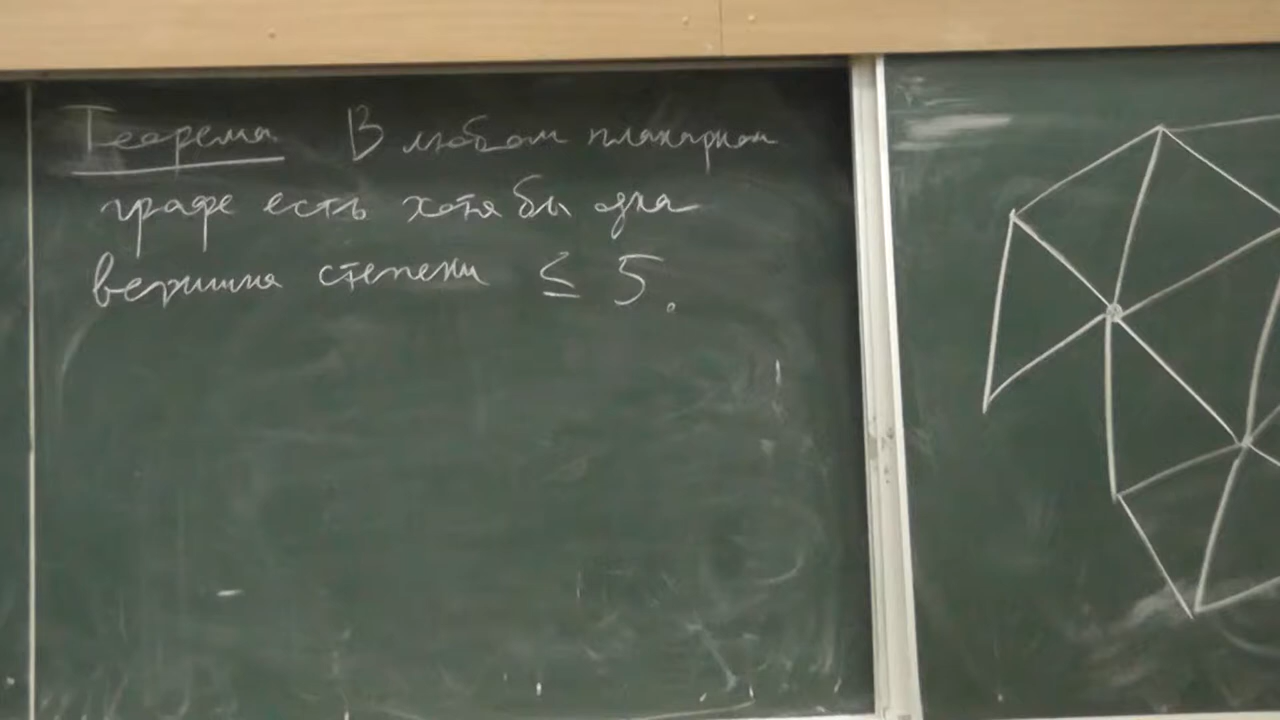 Теорема В любом планарном
графе есть хотя бы одна
вершина степени ≤ 5.